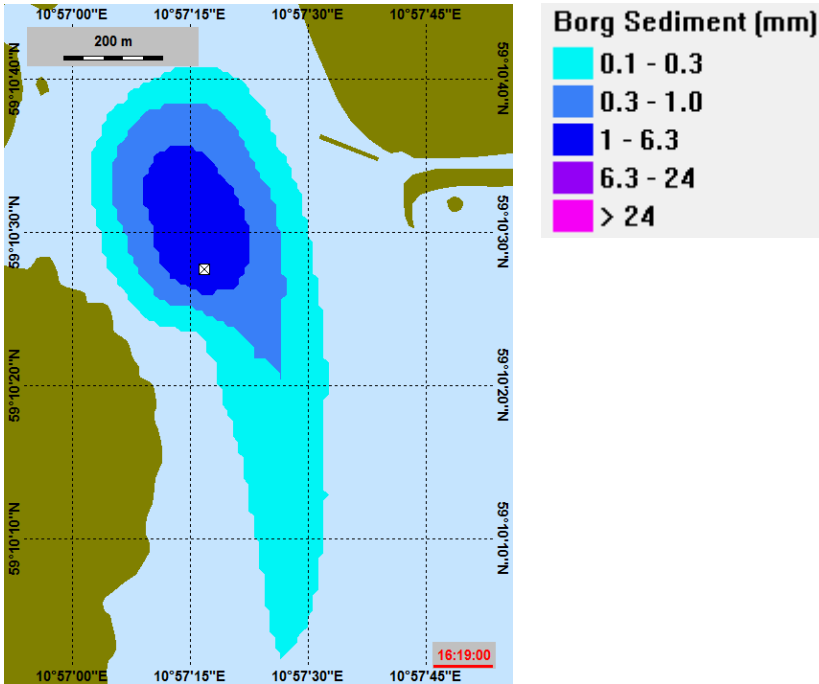 10°57'00"E 10°57'15"E 10°57'30"E 10°57'45"E
200 m
59°10'40"N 59°10'40"N
59°10'30"N 59°10'30"N
59°10'20"N 59°10'20"N
59°10'10"N 59°10'10"N
16:19:00
10°57'00"E 10°57'15"E 10°57'30"E 10°57'45"E
Borg Sediment (mm)
0.1 - 0.3
0.3 - 1.0
1 - 6.3
6.3 - 24
> 24